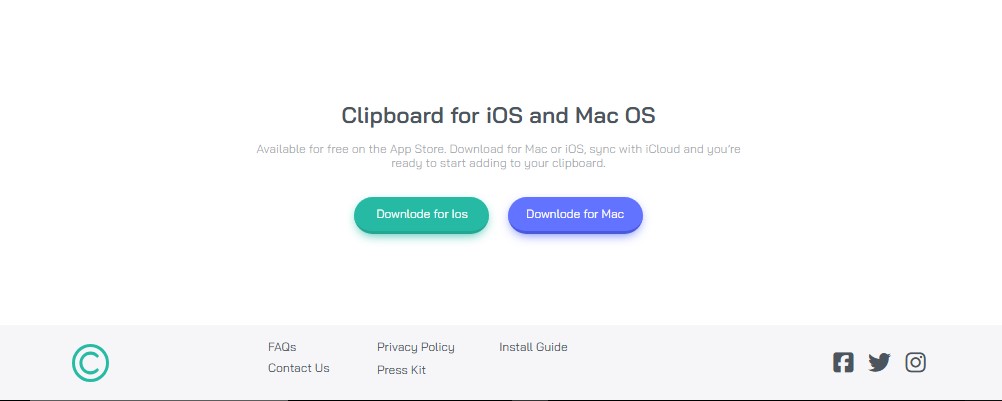 Clipboard for iOS and Mac OS
Available for free on the App Store. Download for Mac or iOS, sync with iCloud and you're
ready to start adding to your clipboard.
Downlode for Ios
Downlode for Mac
FAQs
Contact Us
Privacy Policy
Press Kit
Install Guide